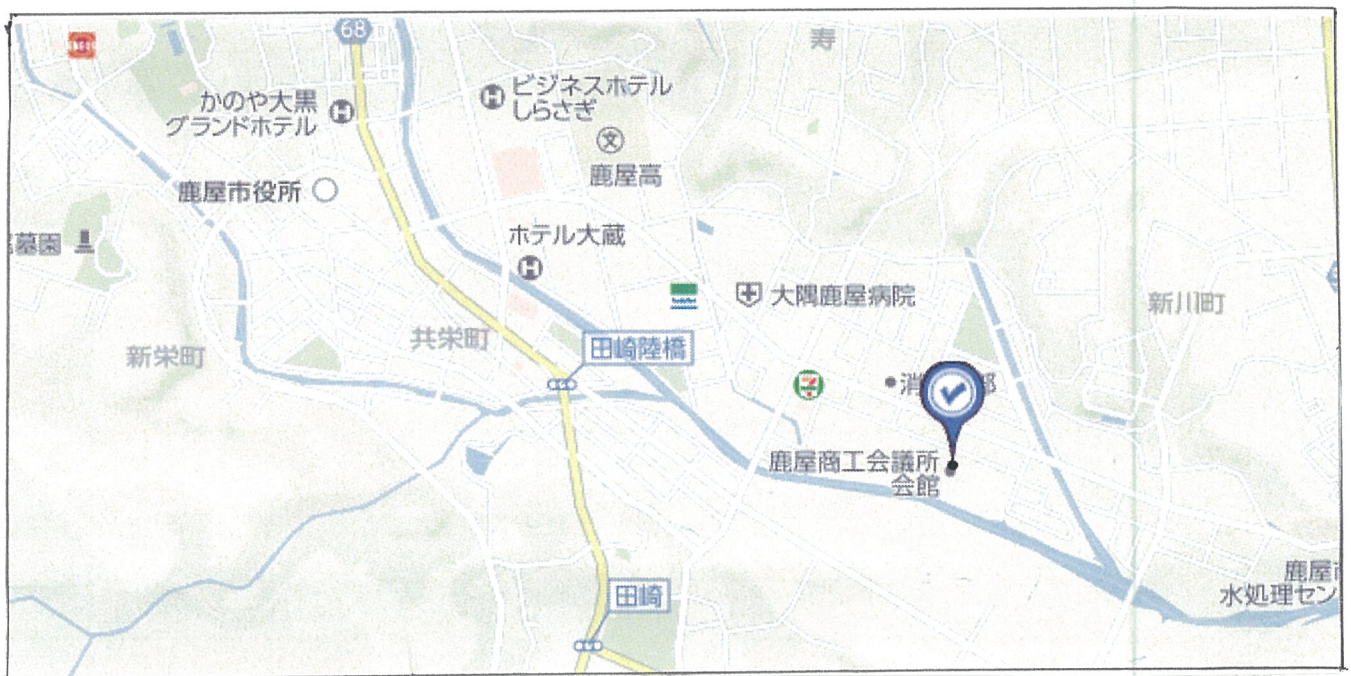 68
寿
かのや大黒
グランドホテル
ビジネスホテル
しらさぎ
鹿屋高
鹿屋市役所
墓園
ホテル大蔵
大隅鹿屋病院
新川町
共栄町
新栄町
田崎陸橋
消
部
鹿屋商工会議所
会館
鹿屋
水処理セン
田崎